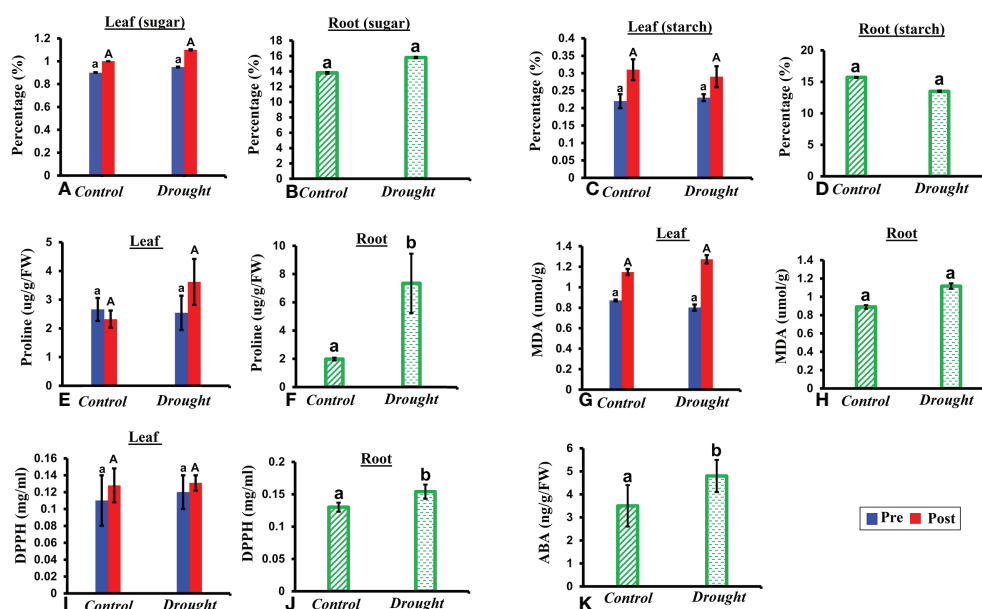 Leaf (sugar)
Percentage (%)
1.2
1
0.8
0.6
0.4
0.2
0
a
A
a
A
A
Control
Drought
Root (sugar)
Percentage (%)
18
16
14
12
10
8
6
4
2
0
a
a
B
Control
Drought
Leaf (starch)
Percentage (%)
0.4
0.35
0.3
0.25
0.2
0.15
0.1
0.05
0
a
A
a
A
C
Control
Drought
Root (starch)
Percentage (%)
20
15
10
5
0
a
a
D
Control
Drought
Leaf
Proline (ug/g/FW)
5
4
3
2
1
0
a
A
a
A
E
Control
Drought
Root
Proline (ug/g/FW)
10
8
6
4
2
0
a
b
F
Control
Drought
Leaf
MDA (umol/g)
1.4
1.2
1
0.8
0.6
0.4
0.2
0
a
A
a
A
G
Control
Drought
Root
MDA (umol/g)
1.4
1.2
1
0.8
0.6
0.4
0.2
0
a
a
H
Control
Drought
Leaf
DPPH (mg/ml)
0.16
0.14
0.12
0.1
0.08
0.06
0.04
0.02
0
a
A
a
A
I
Control
Drought
Root
DPPH (mg/ml)
0.2
0.15
0.1
0.05
0
a
b
J
Control
Drought
ABA (ng/g/FW)
6
5
4
3
2
1
0
a
b
K
Control
Drought
Pre Post